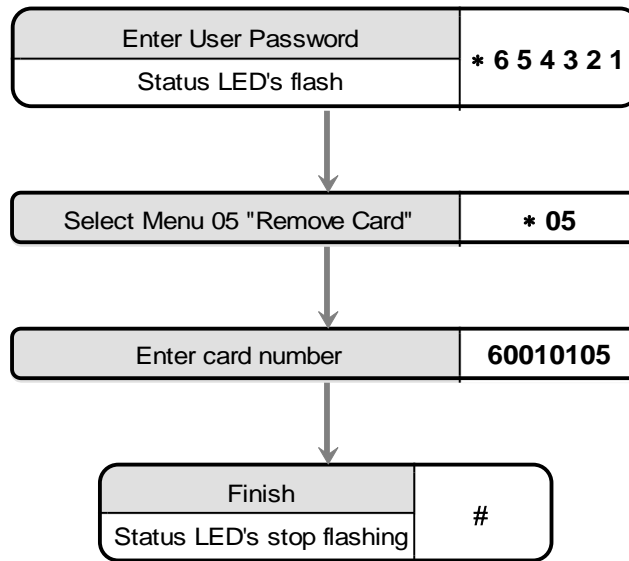 Enter User Password
* 6 5 4 3 2 1
Status LED's flash
Select Menu 05 "Remove Card"
* 05
Enter card number
60010105
Finish
#
Status LED's stop flashing